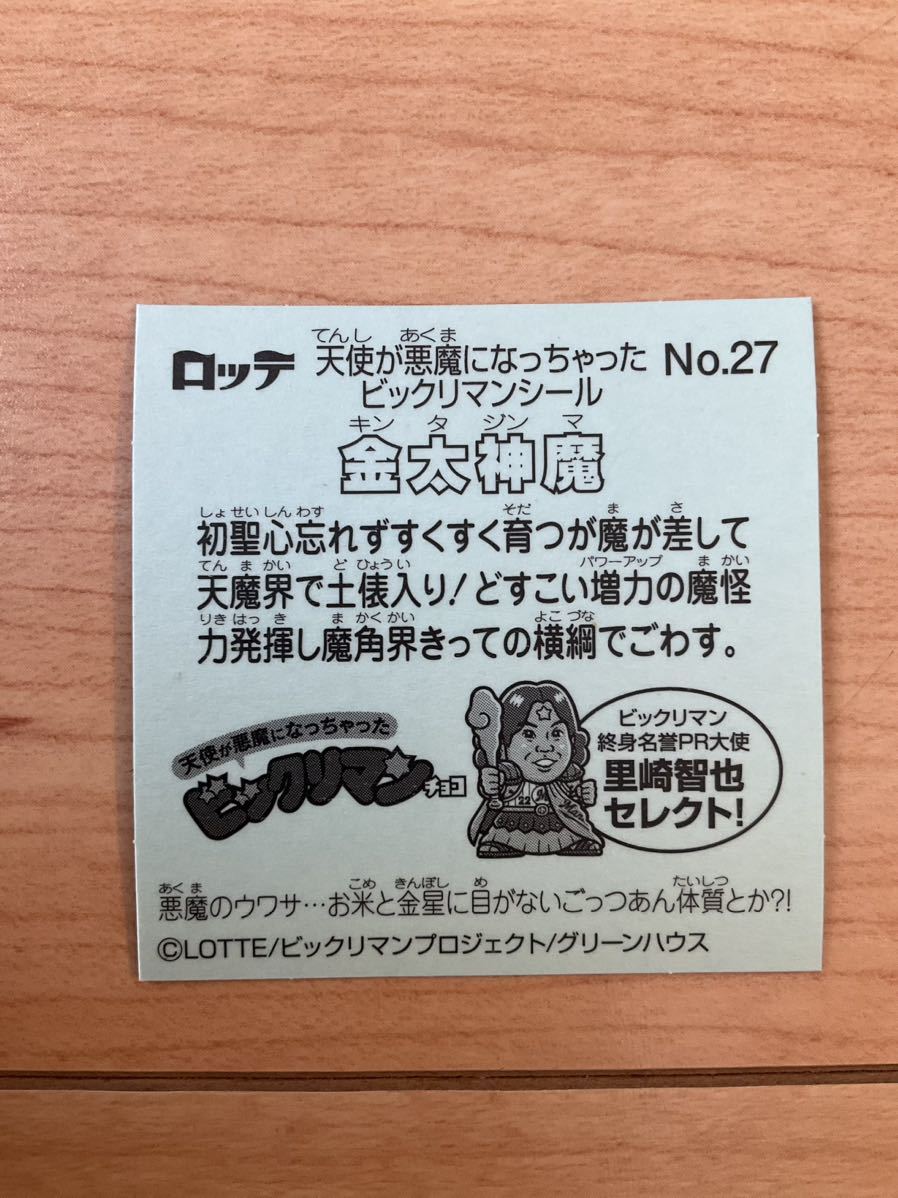 ロッテ 天使が悪魔になっちゃった No.27
てんし あくま
ビックリマンシール
キン タ ジン マ
金太神魔
しょ せい しん わす そだ ま さ
初聖心忘れずすくすく育つが魔が差して
てん ま かい ど ひょう い パワーアップ ま かい
天魔界で土俵入り!どすこい増力の魔怪
りき はっ き ま かく かい よこ づな
力発揮し魔角界きっての横綱でごわす。
天使が悪魔になっちゃった
ビックリマン
チョコ
22
ビックリマン
終身名誉PR大使
里崎智也
セレクト!
あく ま こめ きんぼし め たいしつ
悪魔のウワサ…お米と金星に目がないごっつあん体質とか?!
©LOTTE/ビックリマンプロジェクト/グリーンハウス